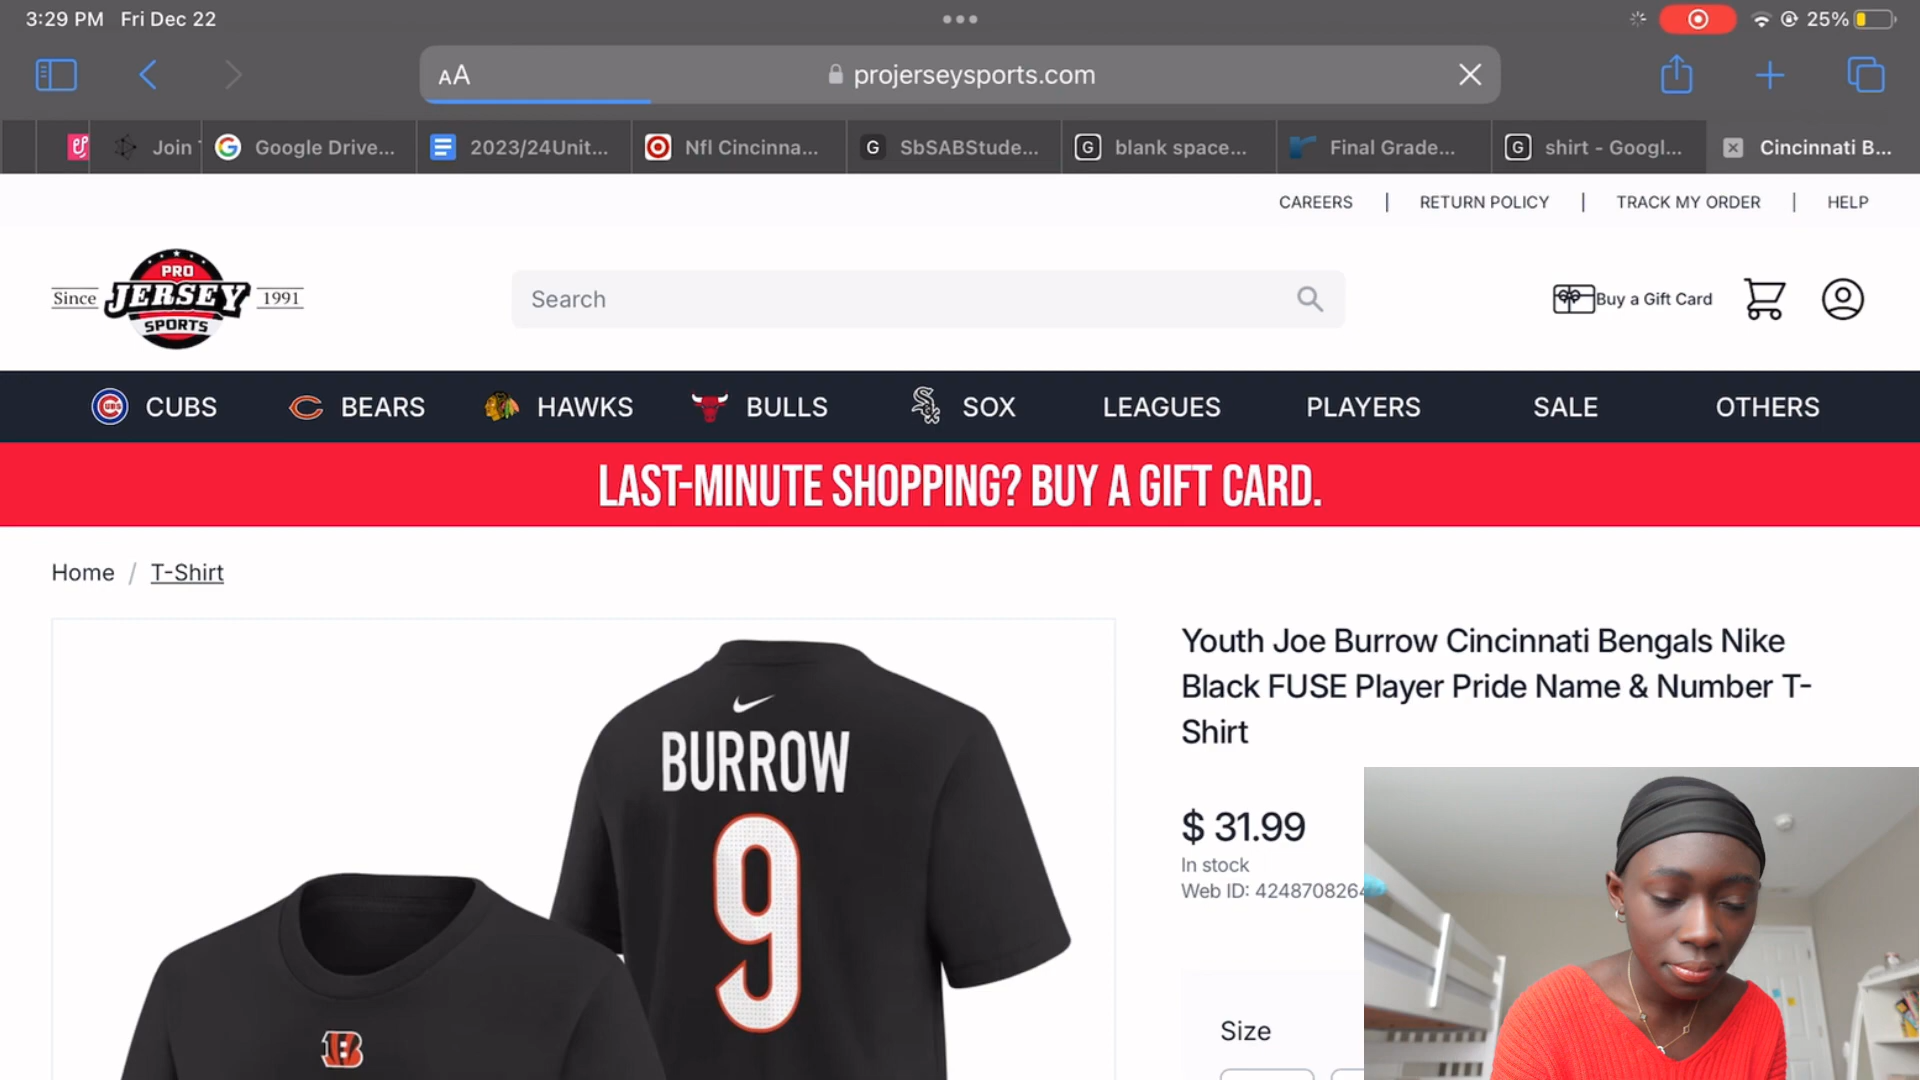 3:29 PM Fri Dec 22
25%
AA
projerseysports.com
Join
Google Drive...
2023/24Unit...
Nfl Cincinna...
G SbSABStude...
G blank space...
Final Grade...
G shirt - Googl...
Cincinnati B...
CAREERS | RETURN POLICY | TRACK MY ORDER | HELP
Since PRO JERSEY SPORTS 1991
Search
Buy a Gift Card
CUBS BEARS HAWKS BULLS SOX LEAGUES PLAYERS SALE OTHERS
LAST-MINUTE SHOPPING? BUY A GIFT CARD.
Home / T-Shirt
Youth Joe Burrow Cincinnati Bengals Nike
Black FUSE Player Pride Name & Number T-
Shirt
BURROW
9
B
$ 31.99
In stock
Web ID: 424870826
Size